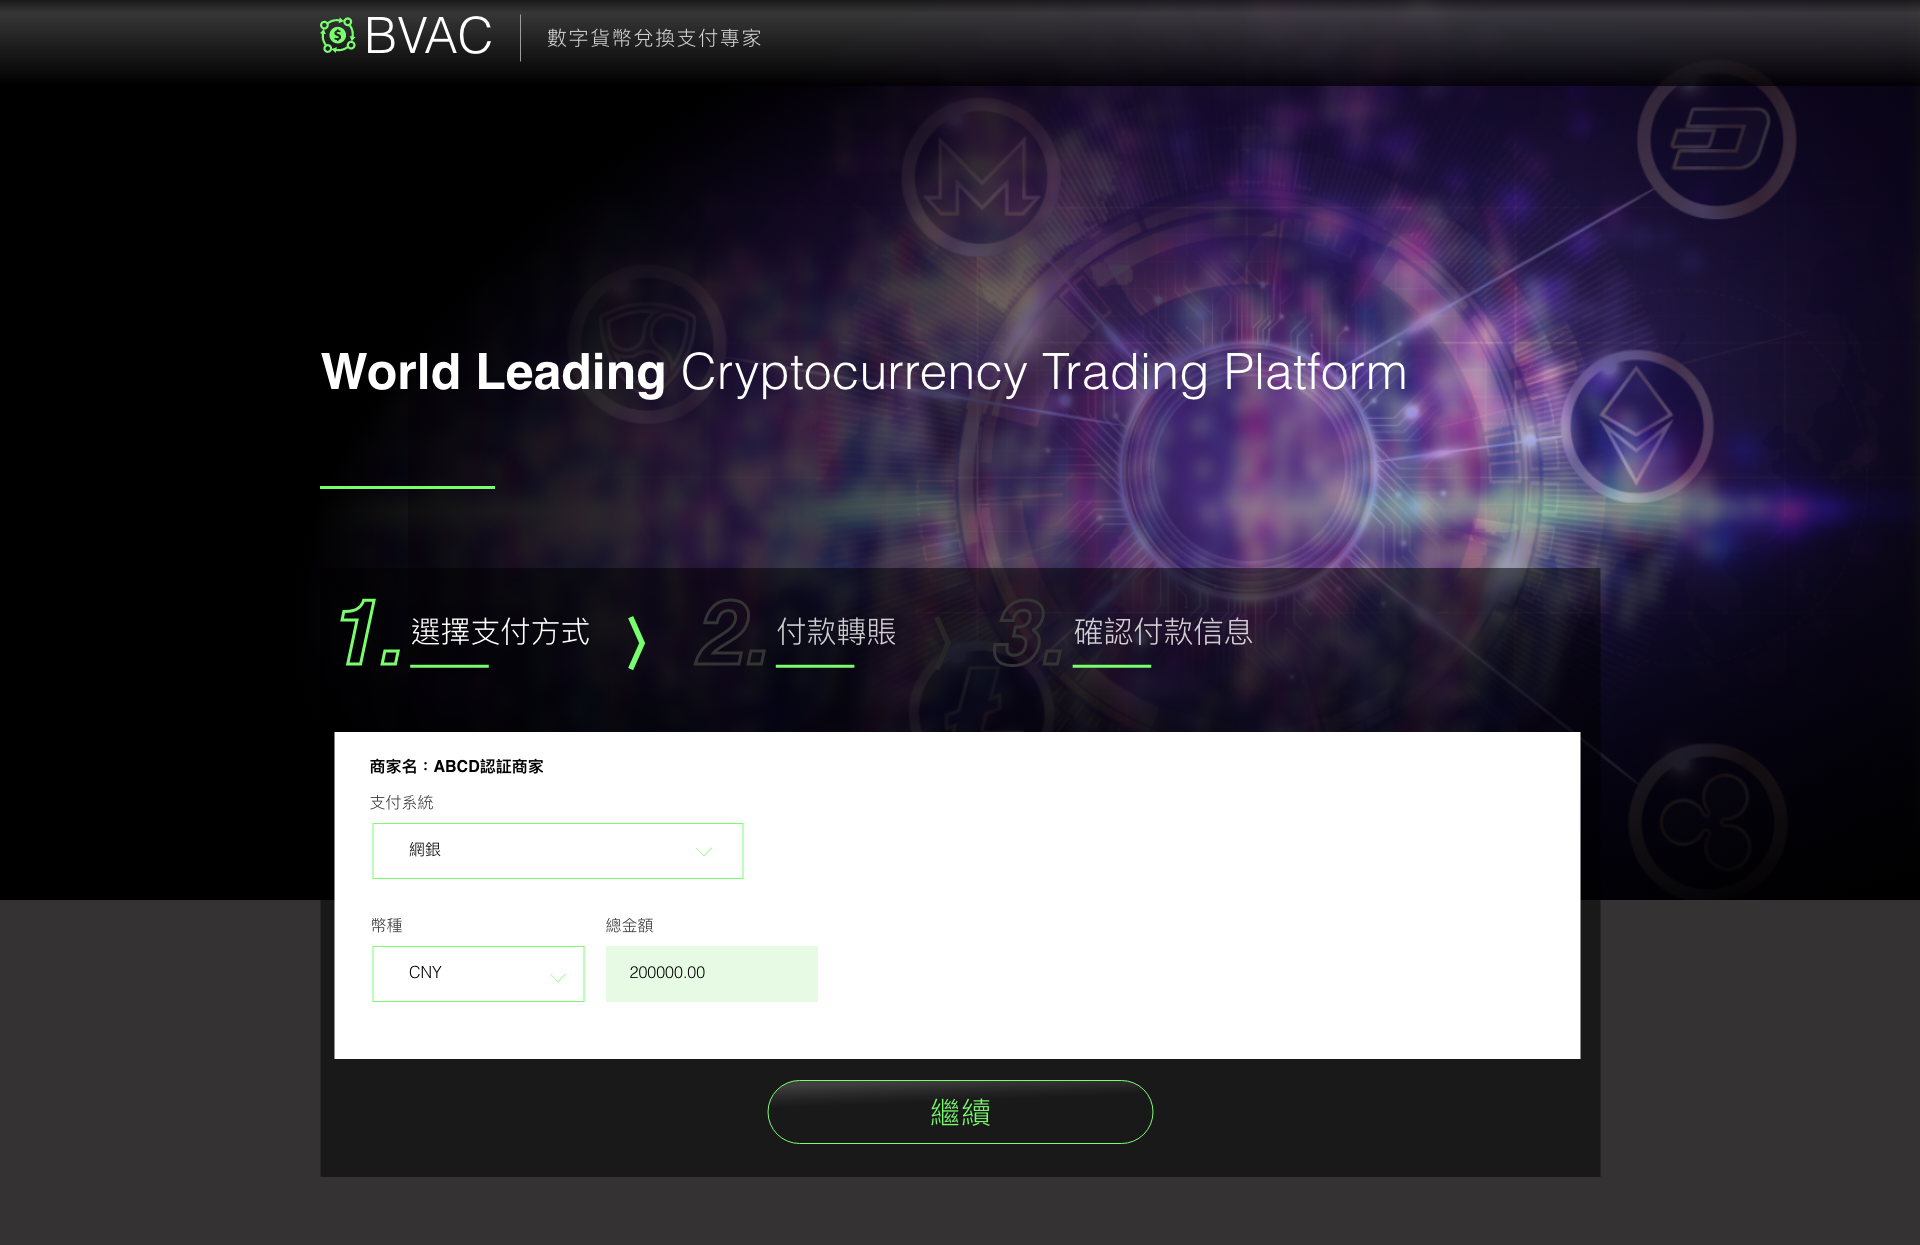 BVAC
數字貨幣兌換支付專家
World Leading Cryptocurrency Trading Platform
1. 選擇支付方式 2. 付款轉賬 3. 確認付款信息
商家名：ABCD認証商家
支付系統
網銀
幣種 總金額
CNY 200000.00
繼續